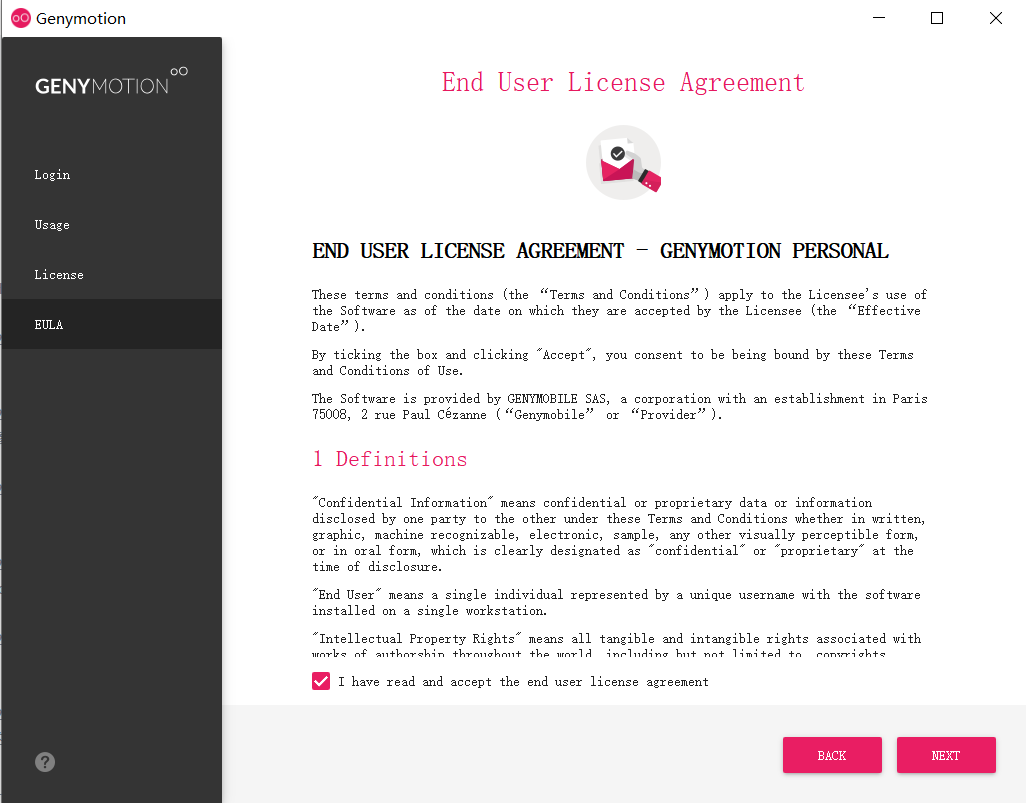 Genymotion
GENYMOTION
Login
Usage
License
EULA
End User License Agreement
END USER LICENSE AGREEMENT - GENYMOTION PERSONAL
These terms and conditions (the “Terms and Conditions”) apply to the Licensee's use of
the Software as of the date on which they are accepted by the Licensee (the “Effective
Date”).
By ticking the box and clicking "Accept", you consent to be being bound by these Terms
and Conditions of Use.
The Software is provided by GENYMOBILE SAS, a corporation with an establishment in Paris
75008, 2 rue Paul Cézanne (“Genymobile” or “Provider”).
1 Definitions
"Confidential Information" means confidential or proprietary data or information
disclosed by one party to the other under these Terms and Conditions whether in written,
graphic, machine recognizable, electronic, sample, any other visually perceptible form,
or in oral form, which is clearly designated as "confidential" or "proprietary" at the
time of disclosure.
"End User" means a single individual represented by a unique username with the software
installed on a single workstation.
"Intellectual Property Rights" means all tangible and intangible rights associated with
works of authorship throughout the world, including but not limited to, copyrights,
I have read and accept the end user license agreement
?
BACK
NEXT